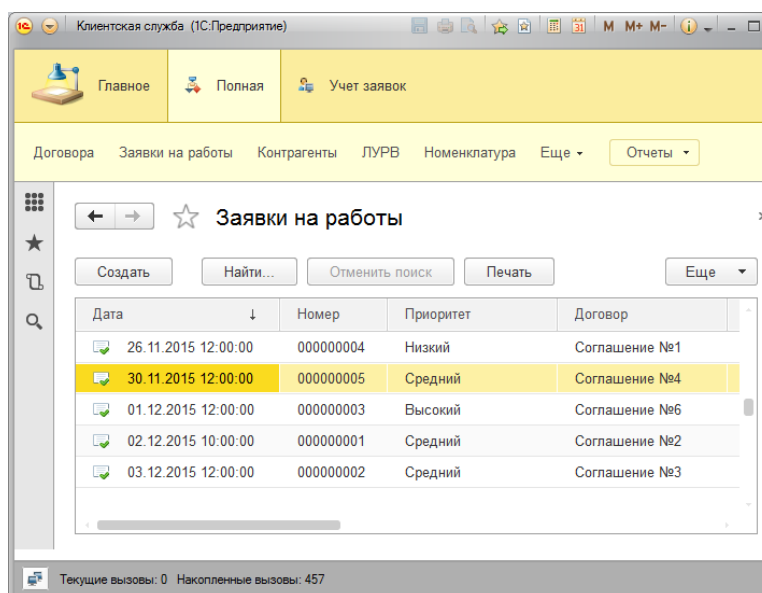 Клиентская служба (1С:Предприятие)
M M+ M-
Главное Полная Учет заявок
Договора Заявки на работы Контрагенты ЛУРВ Номенклатура Еще Отчеты
Заявки на работы
Создать Найти... Отменить поиск Печать Еще
Дата ↓ Номер Приоритет Договор
26.11.2015 12:00:00 000000004 Низкий Соглашение №1
30.11.2015 12:00:00 000000005 Средний Соглашение №4
01.12.2015 12:00:00 000000003 Высокий Соглашение №6
02.12.2015 10:00:00 000000001 Средний Соглашение №2
03.12.2015 12:00:00 000000002 Средний Соглашение №3
Текущие вызовы: 0 Накопленные вызовы: 457